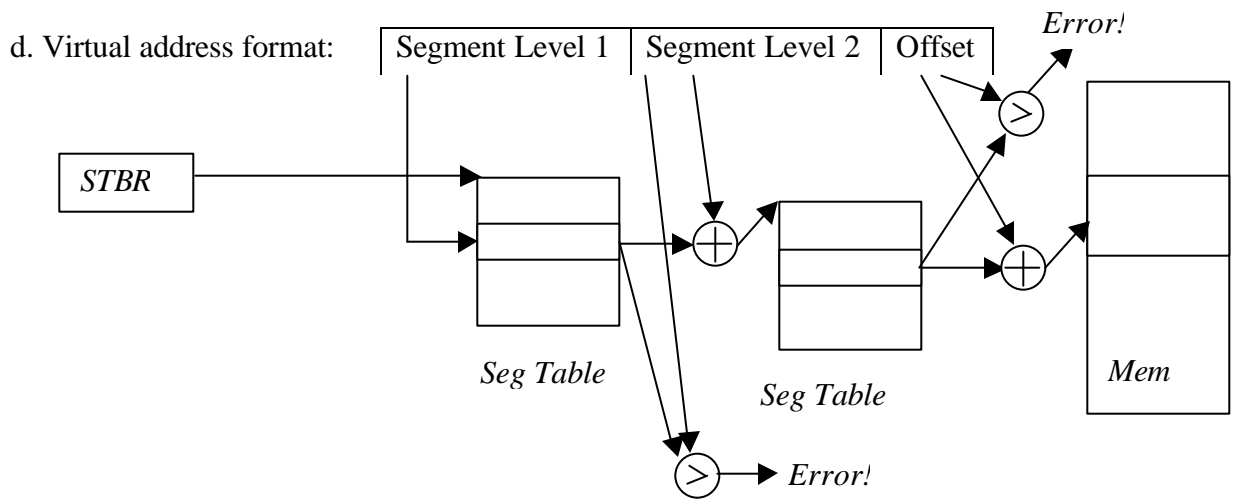 Error!
d. Virtual address format: Segment Level 1 Segment Level 2 Offset
>
STBR
+
+
Seg Table
Seg Table
Mem
>
Error!